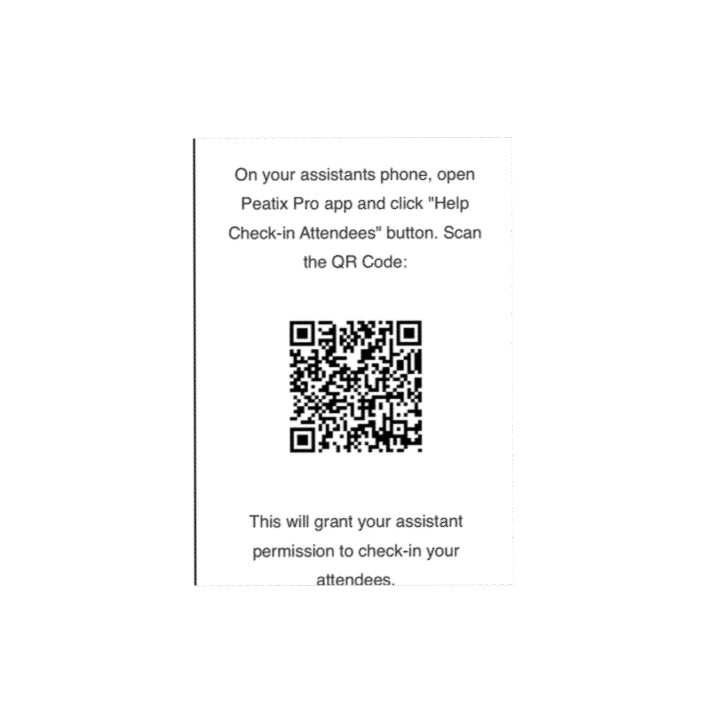 On your assistants phone, open
Peatix Pro app and click "Help
Check-in Attendees" button. Scan
the QR Code:
This will grant your assistant
permission to check-in your
attendees.